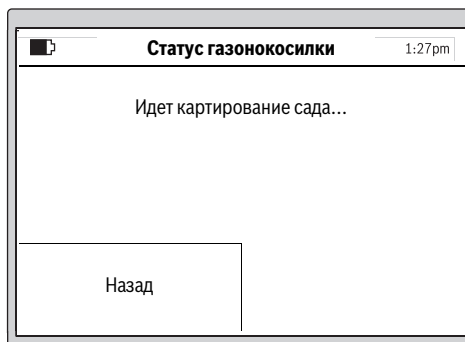 Статус газонокосилки 1:27pm
Идет картирование сада...
Назад